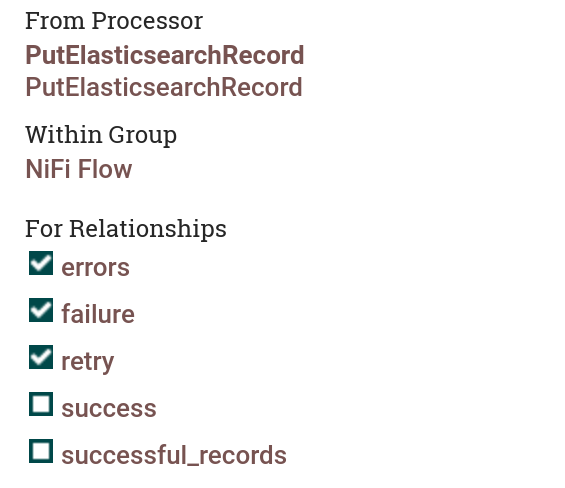 From Processor
PutElasticsearchRecord
PutElasticsearchRecord
Within Group
NiFi Flow
For Relationships
errors
failure
retry
success
successful_records